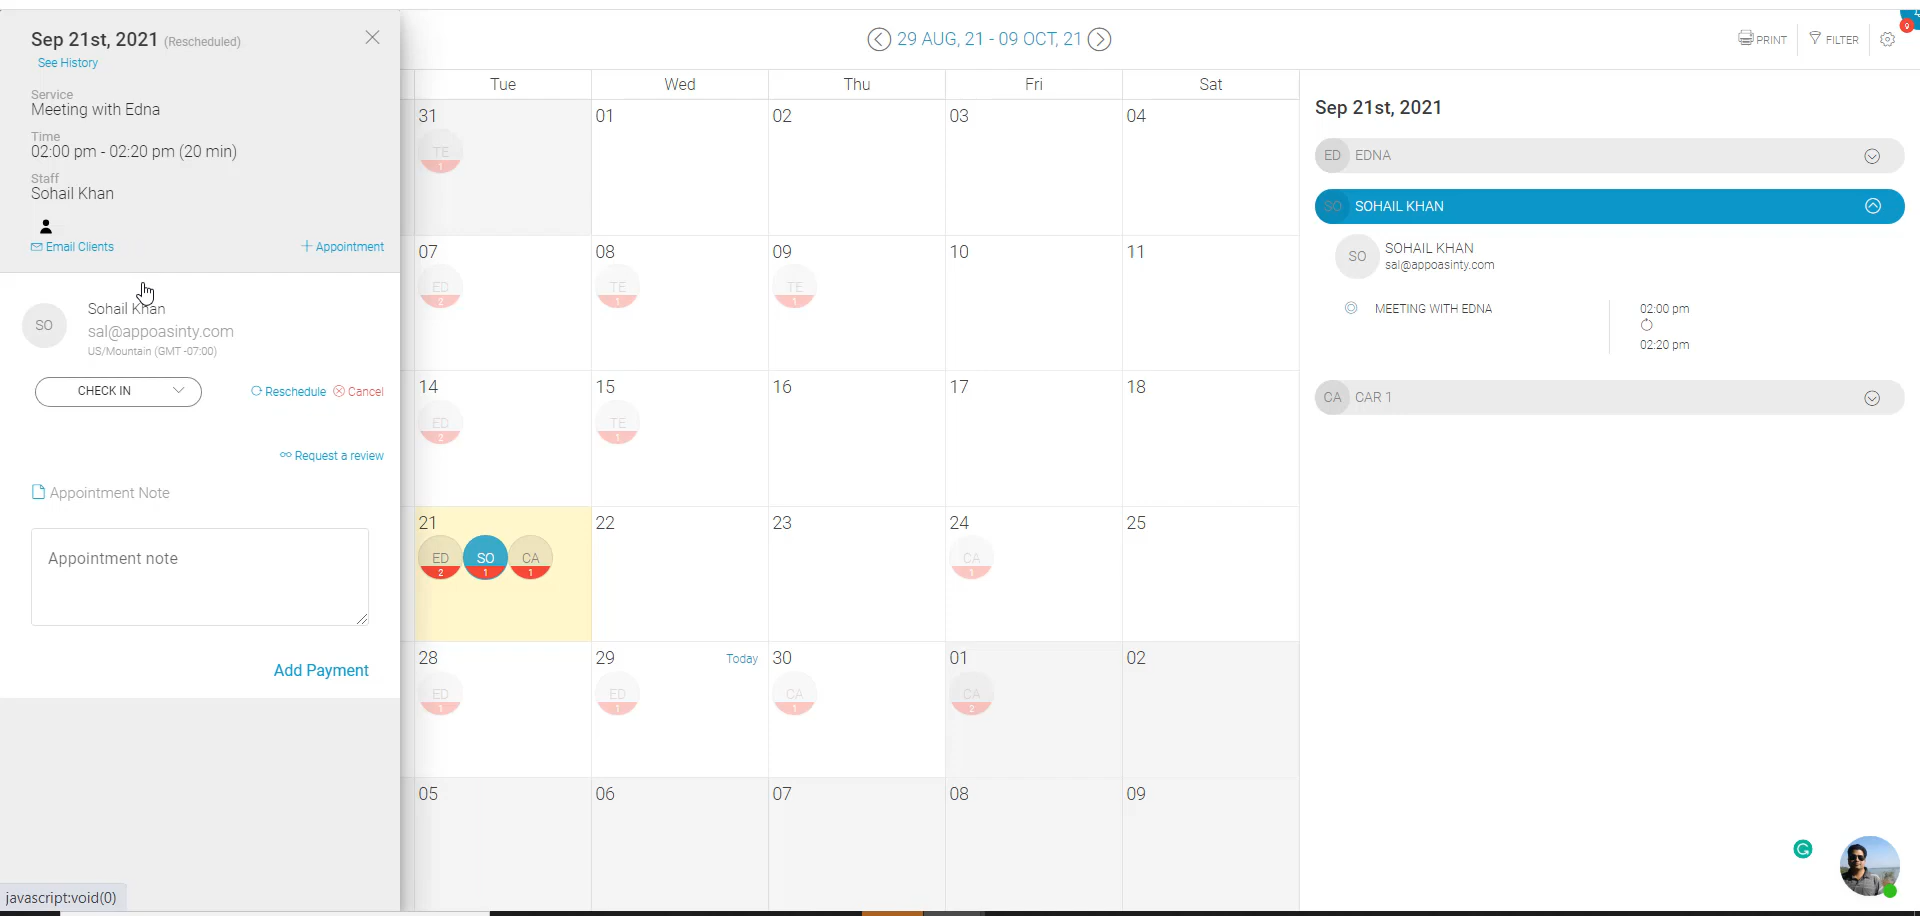 Sep 21st, 2021 (Rescheduled)
See History
Service
Meeting with Edna
Time
02:00 pm - 02:20 pm (20 min)
Staff
Sohail Khan
Email Clients
+ Appointment
SO
Sohail Khan
sal@appoasinty.com
US/Mountain (GMT -07:00)
CHECK IN
Reschedule
Cancel
Request a review
Appointment Note
Appointment note
Add Payment
javascript:void(0)
29 AUG, 21 - 09 OCT, 21
PRINT
FILTER
9
Tue Wed Thu Fri Sat
31 01 02 03 04
TE
1
07 08 09 10 11
ED TE TE
2 1 1
14 15 16 17 18
ED TE
2 1
21 22 23 24 25
ED SO CA CA
2 1 1 1
28 29 Today 30 01 02
ED ED CA CA
1 1 1 2
05 06 07 08 09
Sep 21st, 2021
ED EDNA
SO SOHAIL KHAN
SO
SOHAIL KHAN
sal@appoasinty.com
MEETING WITH EDNA
02:00 pm
02:20 pm
CA CAR 1